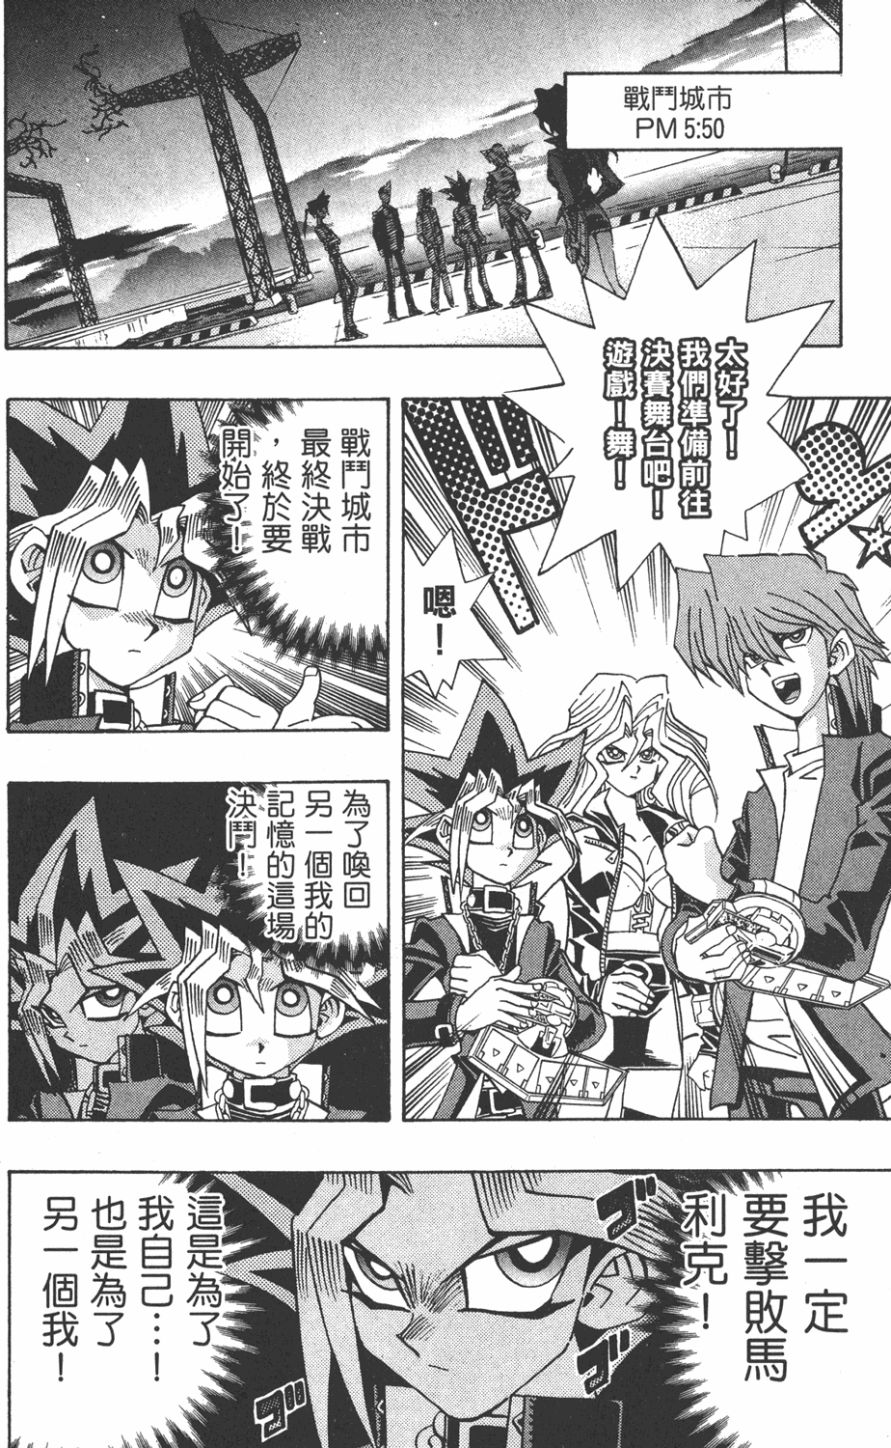 戰鬥城市
PM 5:50
太好了！
我們準備前往
決賽舞台吧！
遊戲！舞！
嗯！
戰鬥城市
最終決戰
，終於要
開始了！
為了喚回
另一個我的
記憶的這場
決鬥！
我一定
要擊敗馬
利克！
這是為了
我自己…！
也是為了
另一個我！
ゴ
ゴ
ゴ